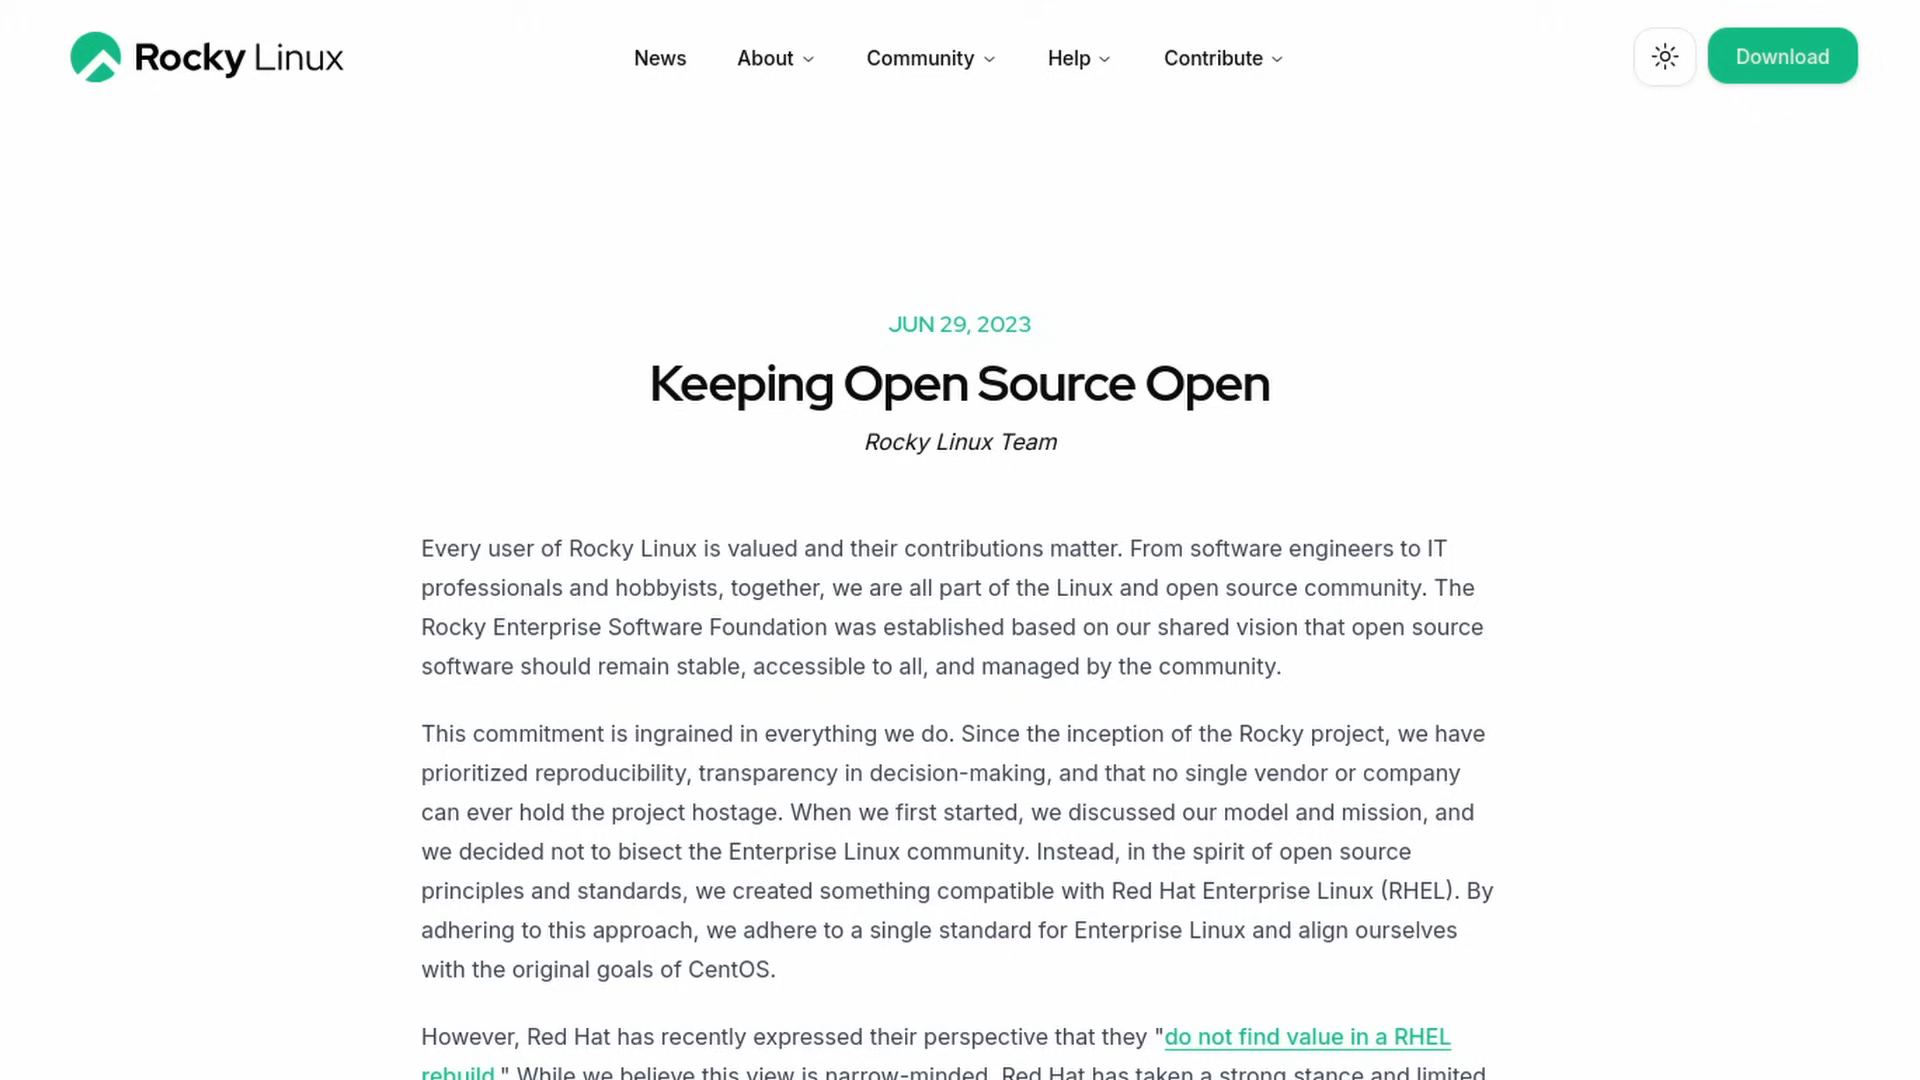 Rocky Linux
News
About
Community
Help
Contribute
Download
JUN 29, 2023
Keeping Open Source Open
Rocky Linux Team
Every user of Rocky Linux is valued and their contributions matter. From software engineers to IT
professionals and hobbyists, together, we are all part of the Linux and open source community. The
Rocky Enterprise Software Foundation was established based on our shared vision that open source
software should remain stable, accessible to all, and managed by the community.
This commitment is ingrained in everything we do. Since the inception of the Rocky project, we have
prioritized reproducibility, transparency in decision-making, and that no single vendor or company
can ever hold the project hostage. When we first started, we discussed our model and mission, and
we decided not to bisect the Enterprise Linux community. Instead, in the spirit of open source
principles and standards, we created something compatible with Red Hat Enterprise Linux (RHEL). By
adhering to this approach, we adhere to a single standard for Enterprise Linux and align ourselves
with the original goals of CentOS.
However, Red Hat has recently expressed their perspective that they "do not find value in a RHEL
rebuild." While we believe this view is narrow-minded, Red Hat has taken a strong stance and limited